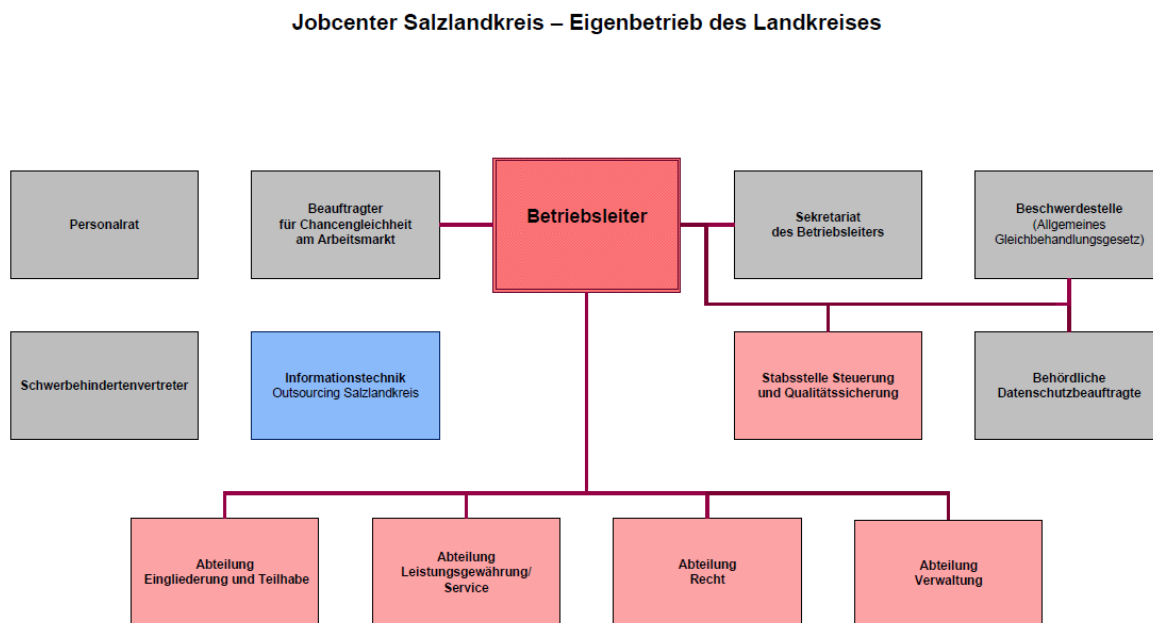 Jobcenter Salzlandkreis – Eigenbetrieb des Landkreises
Personalrat
Beauftragter
für Chancengleichheit
am Arbeitsmarkt
Betriebsleiter
Sekretariat
des Betriebsleiters
Beschwerdestelle
(Allgemeines
Gleichbehandlungsgesetz)
Schwerbehindertenvertreter
Informationstechnik
Outsourcing Salzlandkreis
Stabsstelle Steuerung
und Qualitätssicherung
Behördliche
Datenschutzbeauftragte
Abteilung
Eingliederung und Teilhabe
Abteilung
Leistungsgewährung/
Service
Abteilung
Recht
Abteilung
Verwaltung